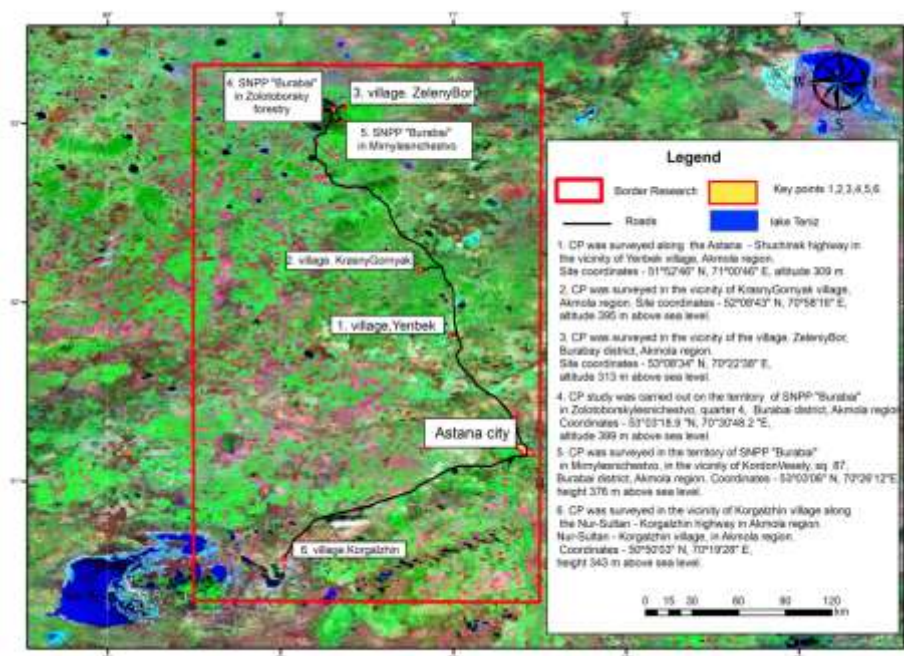 N
W
S
4. SNPP "Burabai"
in Zolotoborsky
forestry
3. village. ZelenyBor
5. SNPP "Burabai"
in Mirnylesnichestvo
2. village. KrasnyGornyak
1. village,Yenbek
Astana city
6. village.Korgalzhin
Legend
Border Research
Key points 1,2,3,4,5,6
Roads
lake Teniz
1. CP was surveyed along the Astana - Shuchinsk highway in
the vicinity of Yenbek village, Akmola region.
Site coordinates - 51°52'46" N, 71°00'46" E, altitude 309 m
2. CP was surveyed in the vicinity of KrasnyGornyak village,
Akmola region. Site coordinates - 52°08'43" N, 70°58'16" E,
altitude 395 m above sea level.
3. CP was surveyed in the vicinity of the village. ZelenyBor,
Burabay district, Akmola region.
Site coordinates - 53°08'34" N, 70°22'38" E,
altitude 313 m above sea level.
4. CP study was carried out on the territory of SNPP "Burabai"
in Zolotoborskylesnichestvo, quarter 4, Burabai district, Akmola region
Coordinates - 53°03'18.9 "N, 70°30'48.2 "E,
altitude 399 m above sea level
5. CP was surveyed in the territory of SNPP "Burabai"
in Mirnylesnichestvo, in the vicinity of KordonVesely, sq. 87,
Burabai district, Akmola region. Coordinates - 53°03'06" N, 70°26'12"E,
height 376 m above sea level.
6. CP was surveyed in the vicinity of Korgalzhin village along
the Nur-Sultan - Korgalzhin highway in Akmola region.
Nur-Sultan - Korgalzhin village, in Akmola region.
Coordinates - 50°50'53" N, 70°19'28" E,
height 343 m above sea level.
0 15 30 60 90 120
km